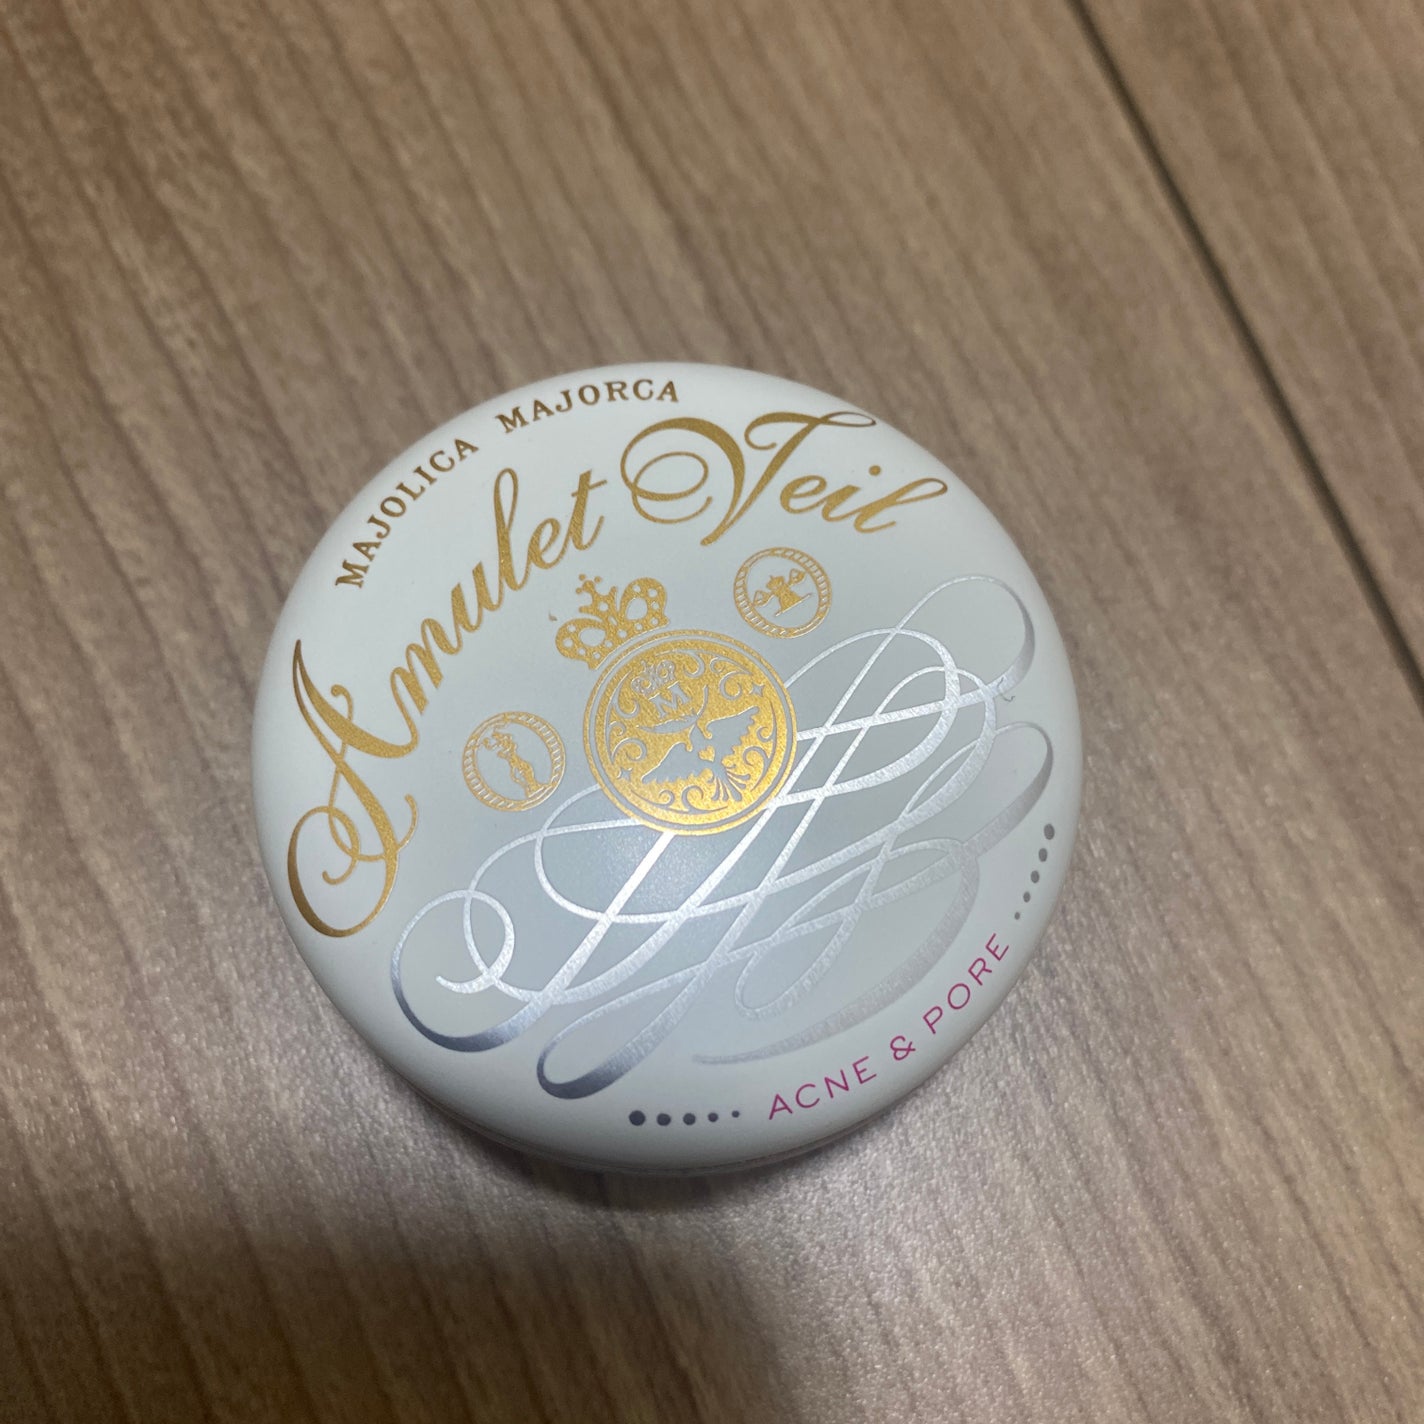 MAJOLICA MAJORCA
Amulet Veil
M
ACNE & PORE